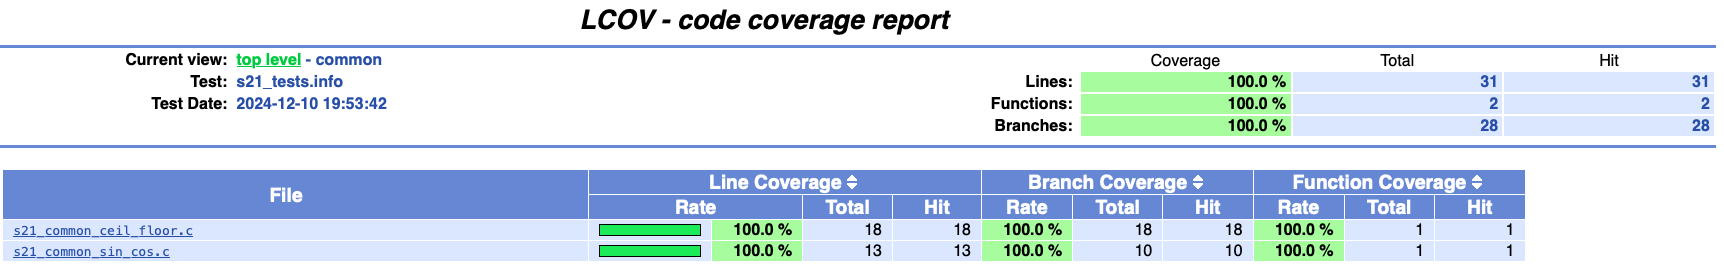 LCOV - code coverage report
Current view: top level - common
Test: s21_tests.info
Test Date: 2024-12-10 19:53:42
Coverage Total Hit
Lines: 100.0 % 31 31
Functions: 100.0 % 2 2
Branches: 100.0 % 28 28
File Line Coverage Branch Coverage Function Coverage
Rate Total Hit Rate Total Hit Rate Total Hit
s21_common_ceil_floor.c 100.0 % 18 18 100.0 % 18 18 100.0 % 1 1
s21_common_sin_cos.c 100.0 % 13 13 100.0 % 10 10 100.0 % 1 1